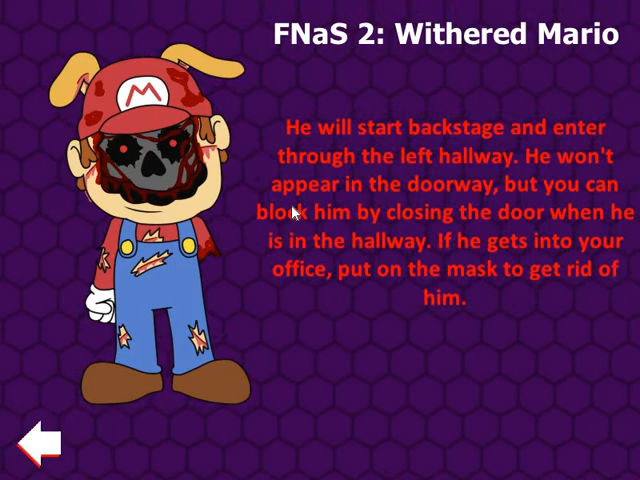 FNaS 2: Withered Mario
M
He will start backstage and enter
through the left hallway. He won't
appear in the doorway, but you can
block him by closing the door when he
is in the hallway. If he gets into your
office, put on the mask to get rid of
him.